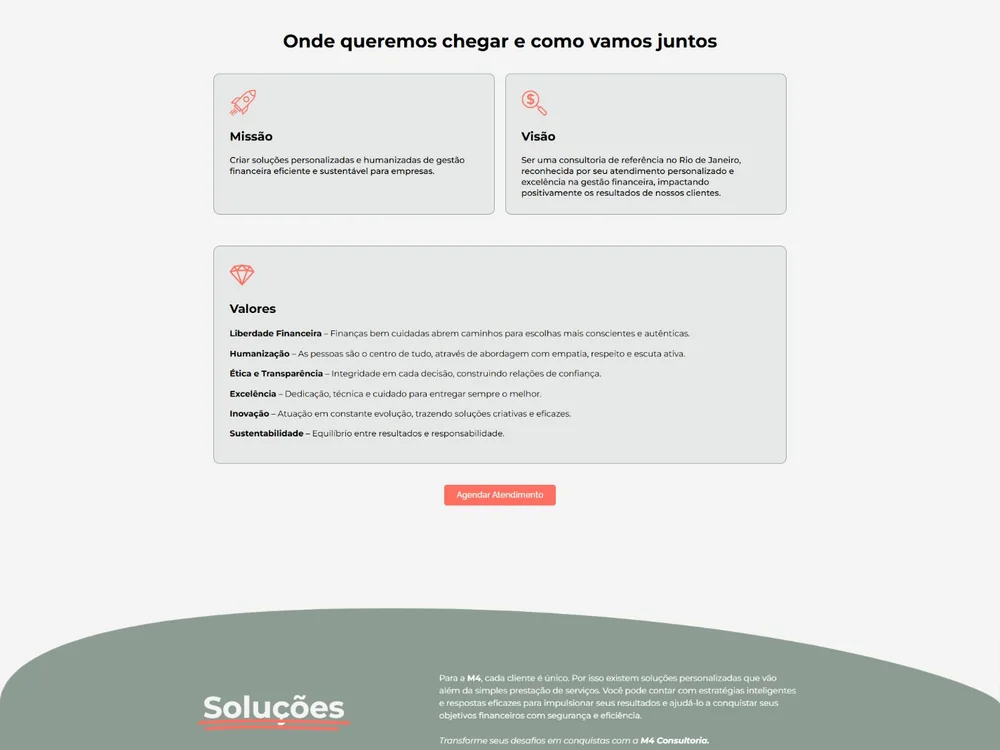 Onde queremos chegar e como vamos juntos
Missão
Criar soluções personalizadas e humanizadas de gestão
financeira eficiente e sustentável para empresas.
Visão
Ser uma consultoria de referência no Rio de Janeiro,
reconhecida por seu atendimento personalizado e
excelência na gestão financeira, impactando
positivamente os resultados de nossos clientes.
Valores
Liberdade Financeira – Finanças bem cuidadas abrem caminhos para escolhas mais conscientes e autênticas.
Humanização – As pessoas são o centro de tudo, através de abordagem com empatia, respeito e escuta ativa.
Ética e Transparência – Integridade em cada decisão, construindo relações de confiança.
Excelência – Dedicação, técnica e cuidado para entregar sempre o melhor.
Inovação – Atuação em constante evolução, trazendo soluções criativas e eficazes.
Sustentabilidade – Equilíbrio entre resultados e responsabilidade.
Agendar Atendimento
Soluções
Para a M4, cada cliente é único. Por isso existem soluções personalizadas que vão
além da simples prestação de serviços. Você pode contar com estratégias inteligentes
e respostas eficazes para impulsionar seus resultados e ajudá-lo a conquistar seus
objetivos financeiros com segurança e eficiência.
Transforme seus desafios em conquistas com a M4 Consultoria.